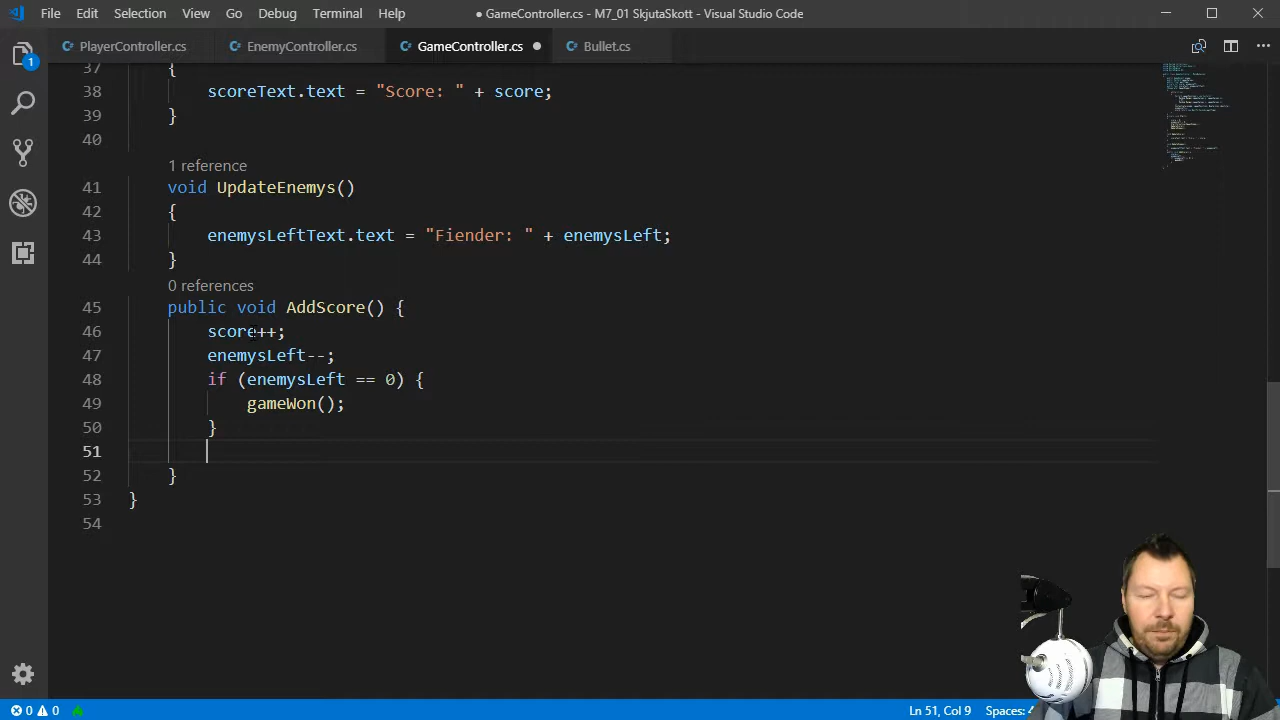 File Edit Selection View Go Debug Terminal Help ● GameController.cs - M7_01 SkjutaSkott - Visual Studio Code
PlayerController.cs EnemyController.cs GameController.cs ● Bullet.cs
1
37 {
38 scoreText.text = "Score: " + score;
39 }
40
1 reference
41 void UpdateEnemys()
42 {
43 enemysLeftText.text = "Fiender: " + enemysLeft;
44 }
0 references
45 public void AddScore() {
46 score++;
47 enemysLeft--;
48 if (enemysLeft == 0) {
49 gameWon();
50 }
51
52 }
53 }
54
0 0 Ln 51, Col 9 Spaces: